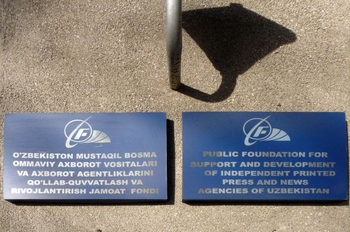 O'ZBEKISTON MUSTAQIL BOSMA
OMMAVIY AXBOROT VOSITALARI
VA AXBOROT AGENTLIKLARINI
QO'LLAB-QUVVATLASH VA
RIVOJLANTIRISH JAMOAT FONDI
PUBLIC FOUNDATION FOR
SUPPORT AND DEVELOPMENT
OF INDEPENDENT PRINTED
PRESS AND NEWS
AGENCIES OF UZBEKISTAN